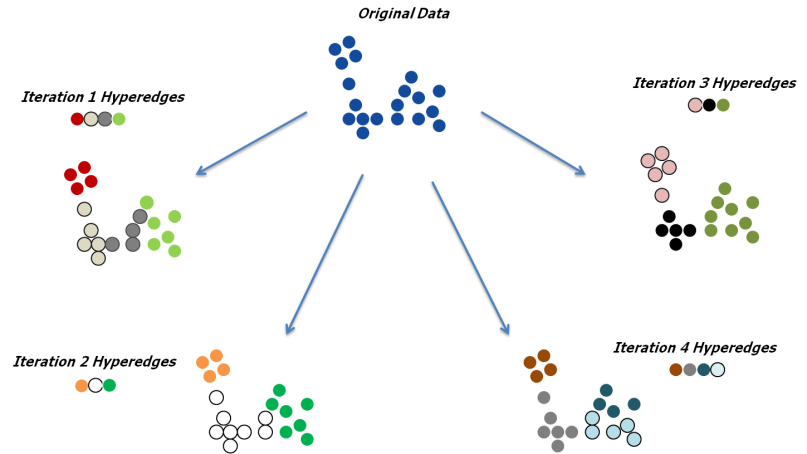 Original Data
Iteration 1 Hyperedges
Iteration 3 Hyperedges
Iteration 2 Hyperedges
Iteration 4 Hyperedges